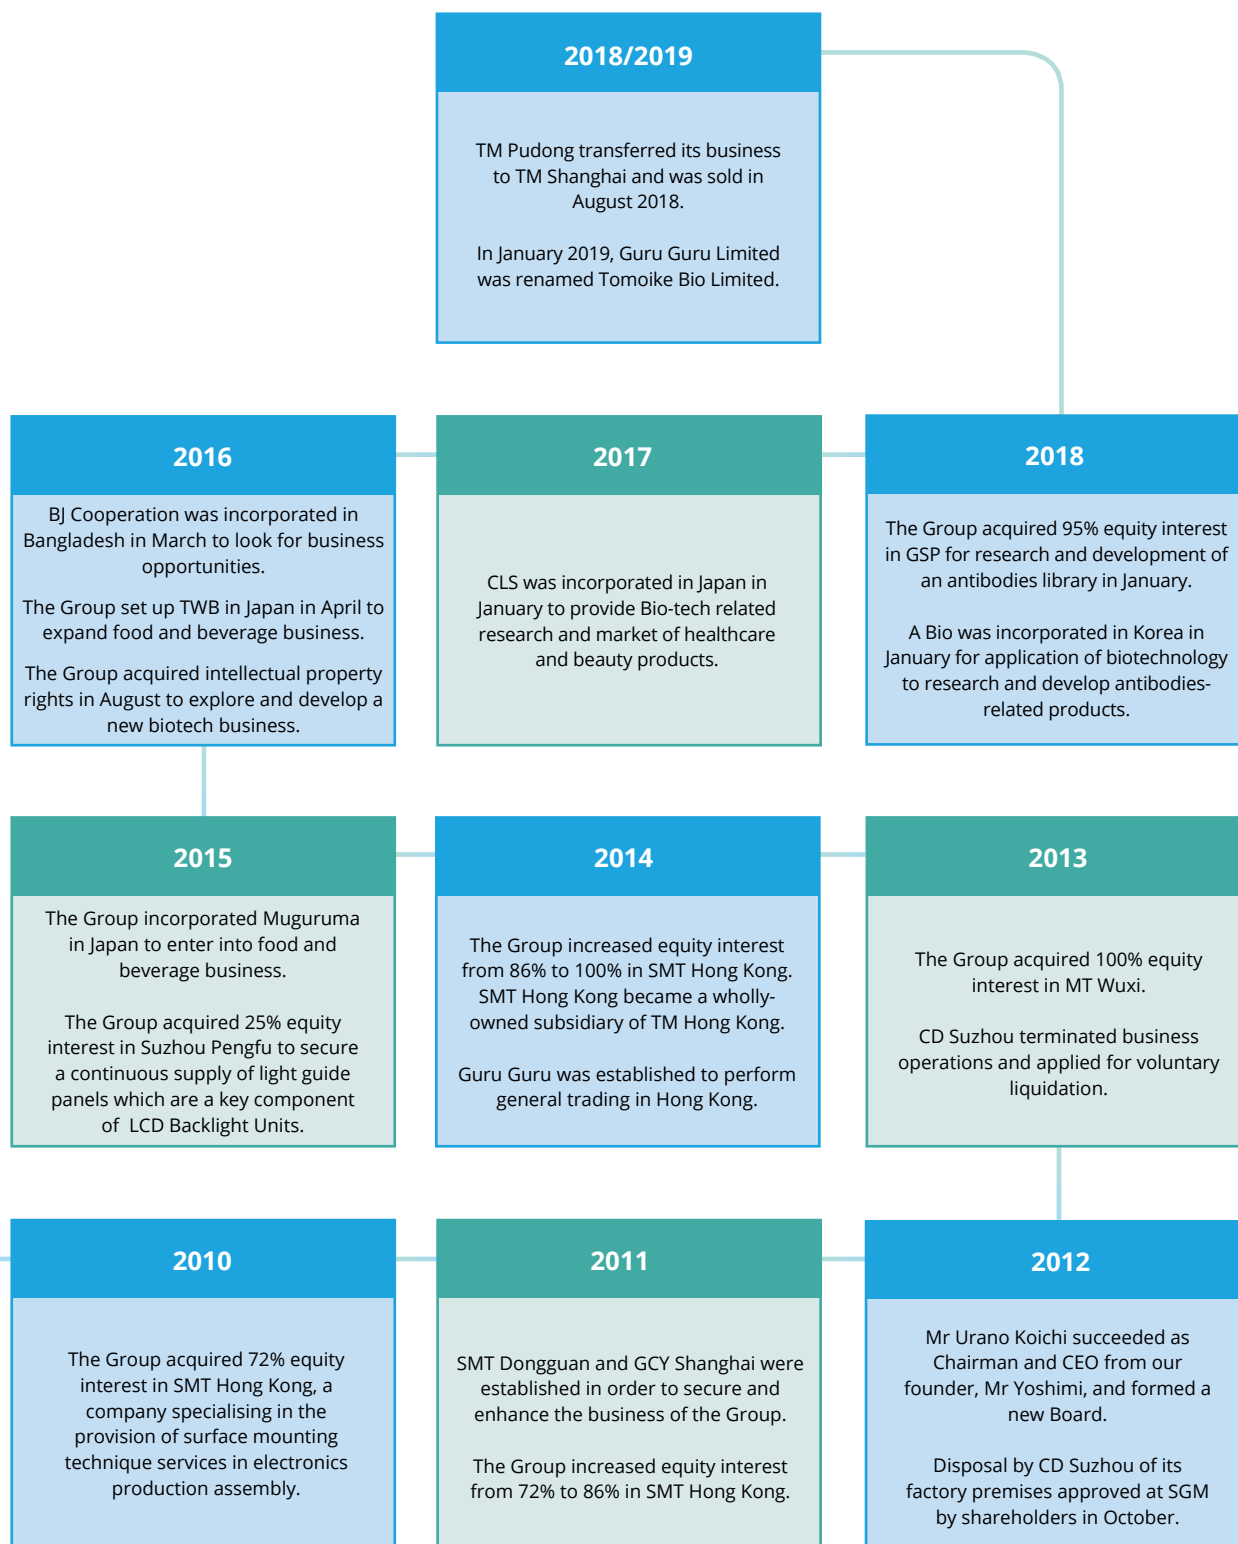 2018/2019
TM Pudong transferred its business
to TM Shanghai and was sold in
August 2018.
In January 2019, Guru Guru Limited
was renamed Tomoike Bio Limited.
2016
BJ Cooperation was incorporated in
Bangladesh in March to look for business
opportunities.
The Group set up TWB in Japan in April to
expand food and beverage business.
The Group acquired intellectual property
rights in August to explore and develop a
new biotech business.
2017
CLS was incorporated in Japan in
January to provide Bio-tech related
research and market of healthcare
and beauty products.
2018
The Group acquired 95% equity interest
in GSP for research and development of
an antibodies library in January.
A Bio was incorporated in Korea in
January for application of biotechnology
to research and develop antibodies-
related products.
2015
The Group incorporated Muguruma
in Japan to enter into food and
beverage business.
The Group acquired 25% equity
interest in Suzhou Pengfu to secure
a continuous supply of light guide
panels which are a key component
of LCD Backlight Units.
2014
The Group increased equity interest
from 86% to 100% in SMT Hong Kong.
SMT Hong Kong became a wholly-
owned subsidiary of TM Hong Kong.
Guru Guru was established to perform
general trading in Hong Kong.
2013
The Group acquired 100% equity
interest in MT Wuxi.
CD Suzhou terminated business
operations and applied for voluntary
liquidation.
2010
The Group acquired 72% equity
interest in SMT Hong Kong, a
company specialising in the
provision of surface mounting
technique services in electronics
production assembly.
2011
SMT Dongguan and GCY Shanghai were
established in order to secure and
enhance the business of the Group.
The Group increased equity interest
from 72% to 86% in SMT Hong Kong.
2012
Mr Urano Koichi succeeded as
Chairman and CEO from our
founder, Mr Yoshimi, and formed a
new Board.
Disposal by CD Suzhou of its
factory premises approved at SGM
by shareholders in October.